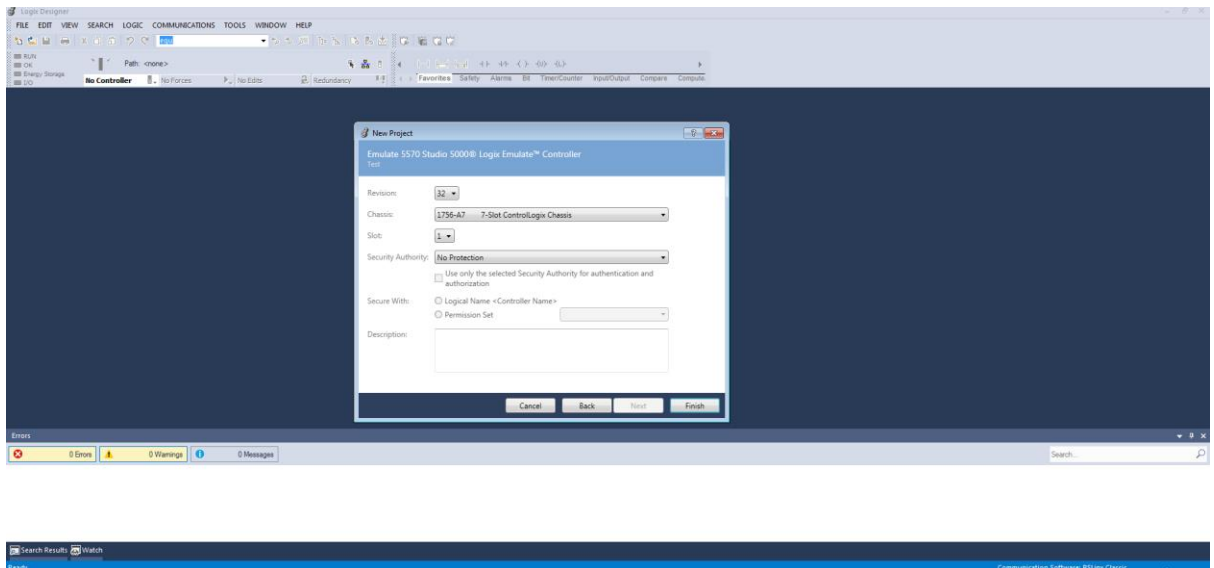 Logix Designer
FILE EDIT VIEW SEARCH LOGIC COMMUNICATIONS TOOLS WINDOW HELP
RUN
OK
Energy Storage
I/O
Path: <none>
No Controller No Forces No Edits Redundancy
Favorites Safety Alarms Bit Timer/Counter Input/Output Compare Compute
New Project
Emulate 5570 Studio 5000® Logix Emulate™ Controller
Test
Revision: 32
Chassis: 1756-A7 7-Slot ControlLogix Chassis
Slot: 1
Security Authority: No Protection
Use only the selected Security Authority for authentication and
authorization
Secure With: Logical Name <Controller Name>
Permission Set
Description:
Cancel Back Next Finish
Errors
0 Errors 0 Warnings 0 Messages Search...
Search Results Watch
Ready Communication Software: RSLinx Classic